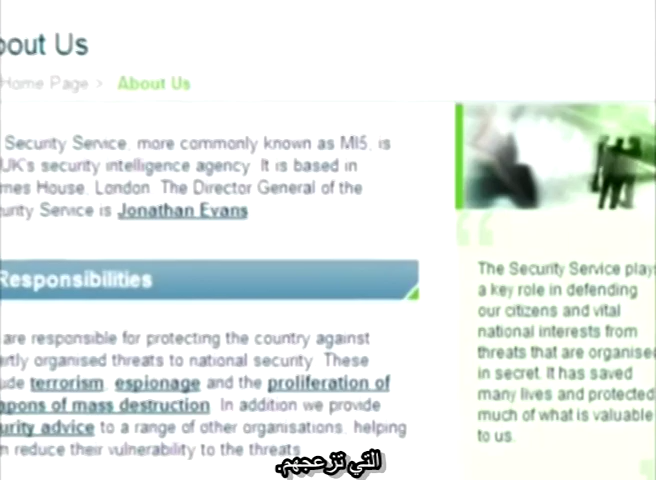 bout Us
Home Page > About Us
Security Service, more commonly known as MI5, is
UK's security intelligence agency. It is based in
mes House, London. The Director General of the
urity Service is Jonathan Evans
Responsibilities
are responsible for protecting the country against
ertly organised threats to national security. These
ude terrorism, espionage and the proliferation of
apons of mass destruction. In addition we provide
urity advice to a range of other organisations, helping
m reduce their vulnerability to the threats.
The Security Service plays
a key role in defending
our citizens and vital
national interests from
threats that are organised
in secret. It has saved
many lives and protected
much of what is valuable
to us.
التي تزعجهم.